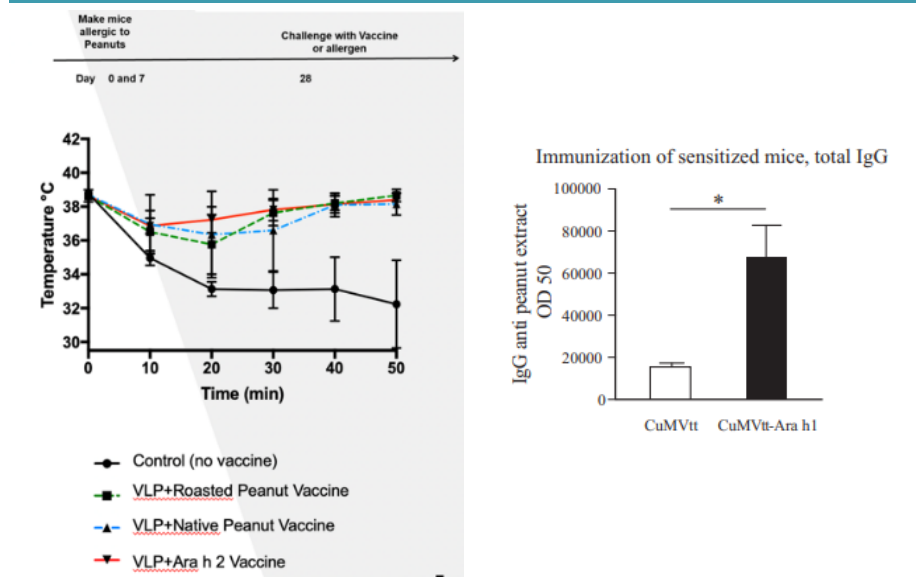 Make mice
allergic to
Peanuts
Challenge with Vaccine
or allergen
Day 0 and 7
28
42
40
38
36
34
32
30
Temperature °C
0 10 20 30 40 50
Time (min)
Control (no vaccine)
VLP+Roasted Peanut Vaccine
VLP+Native Peanut Vaccine
VLP+Ara h 2 Vaccine
Immunization of sensitized mice, total IgG
100000
80000
60000
40000
20000
0
IgG anti peanut extract
OD 50
*
CuMVtt CuMVtt-Ara h1